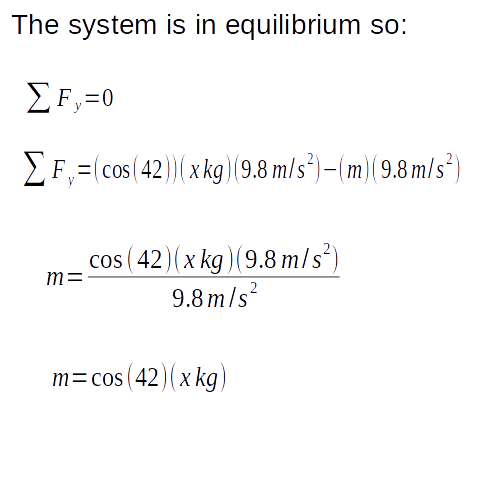 The system is in equilibrium so:
∑ F_y=0
∑ F_y=(cos(42))(x kg)(9.8 m/s²)−(m)(9.8 m/s²)
m= cos(42)(x kg)(9.8 m/s²) / 9.8 m/s²
m=cos(42)(x kg)